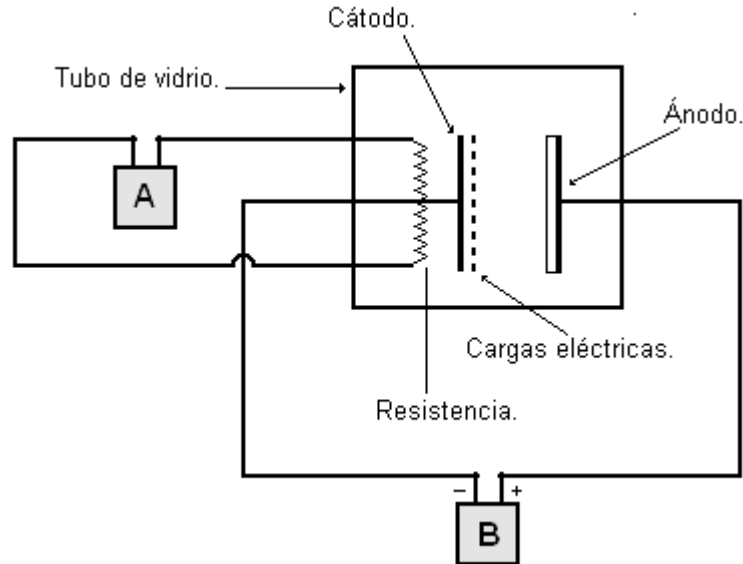 Cátodo.
Tubo de vidrio.
Ánodo.
A
Cargas eléctricas.
Resistencia.
– +
B